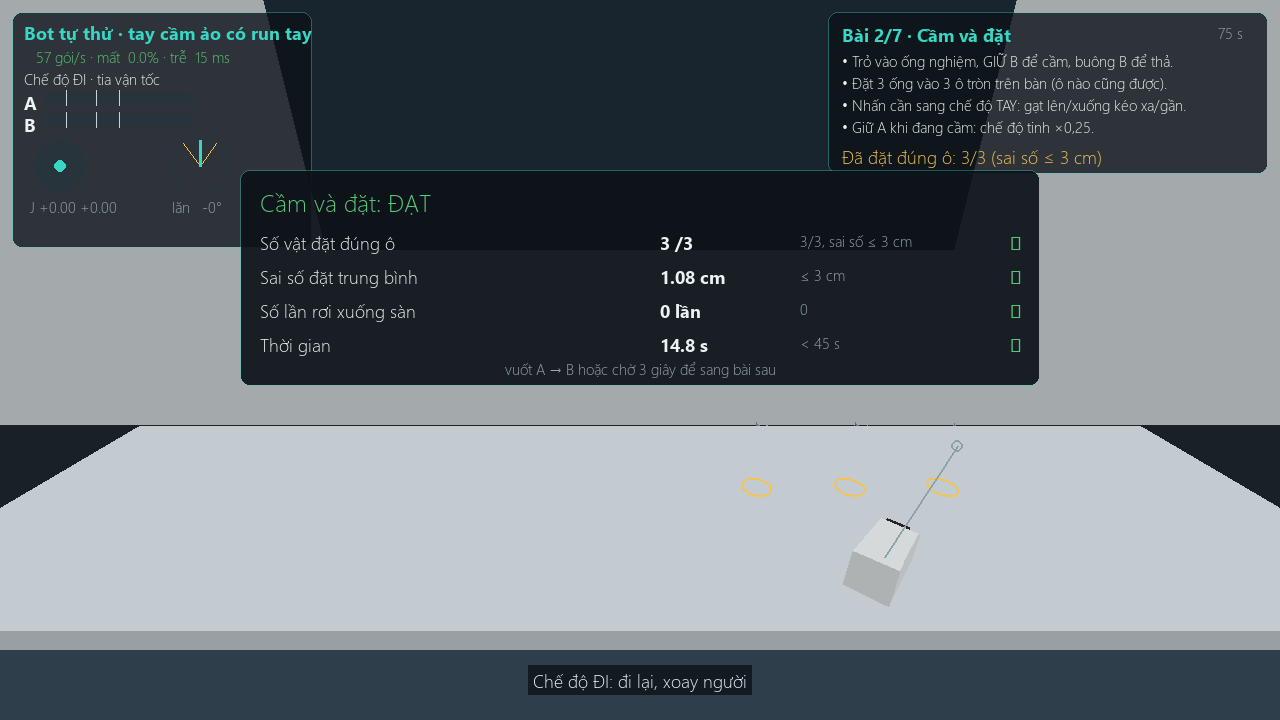 Bot tự thử · tay cầm ảo có run tay
57 gói/s · mất 0.0% · trễ 15 ms
Chế độ ĐI · tia vận tốc
A
B
J +0.00 +0.00 lăn -0°
Bài 2/7 · Cầm và đặt 75 s
• Trỏ vào ống nghiệm, GIỮ B để cầm, buông B để thả.
• Đặt 3 ống vào 3 ô tròn trên bàn (ô nào cũng được).
• Nhấn cần sang chế độ TAY: gạt lên/xuống kéo xa/gần.
• Giữ A khi đang cầm: chế độ tinh ×0,25.
Đã đặt đúng ô: 3/3 (sai số ≤ 3 cm)
Cầm và đặt: ĐẠT
Số vật đặt đúng ô 3 /3 3/3, sai số ≤ 3 cm
Sai số đặt trung bình 1.08 cm ≤ 3 cm
Số lần rơi xuống sàn 0 lần 0
Thời gian 14.8 s < 45 s
vuốt A → B hoặc chờ 3 giây để sang bài sau
Chế độ ĐI: đi lại, xoay người